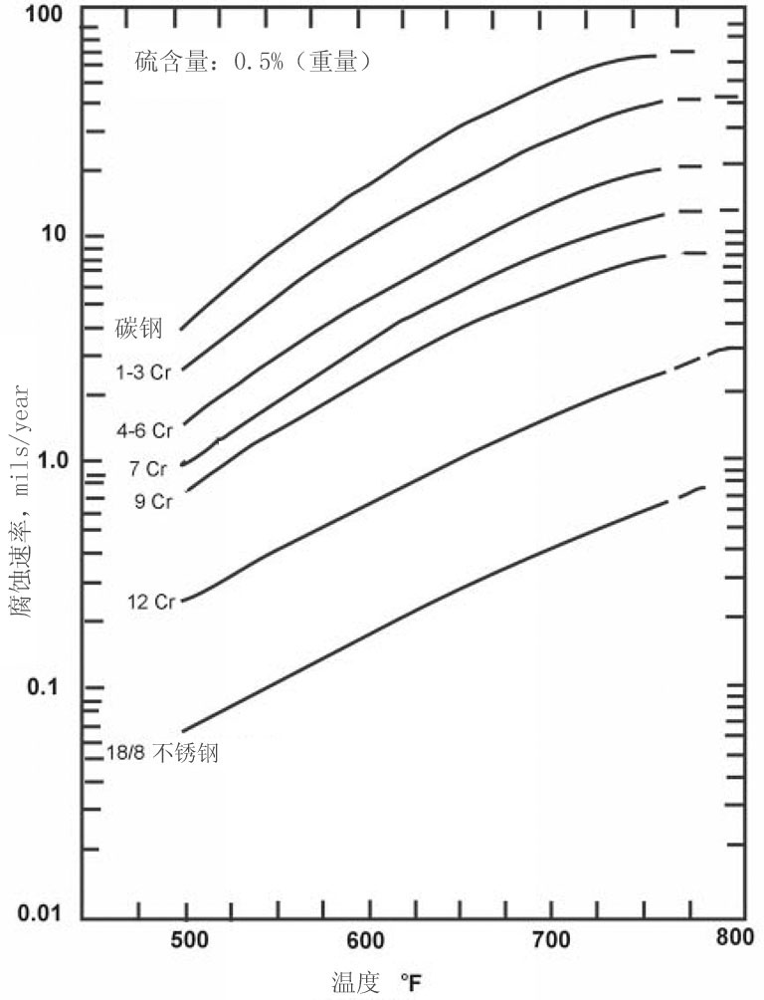 100
硫含量：0.5%（重量）
10
碳钢
1-3 Cr
4-6 Cr
1.0
7 Cr
9 Cr
12 Cr
0.1
18/8 不锈钢
0.01
腐蚀速率，mils/year
500 600 700 800
温度 °F